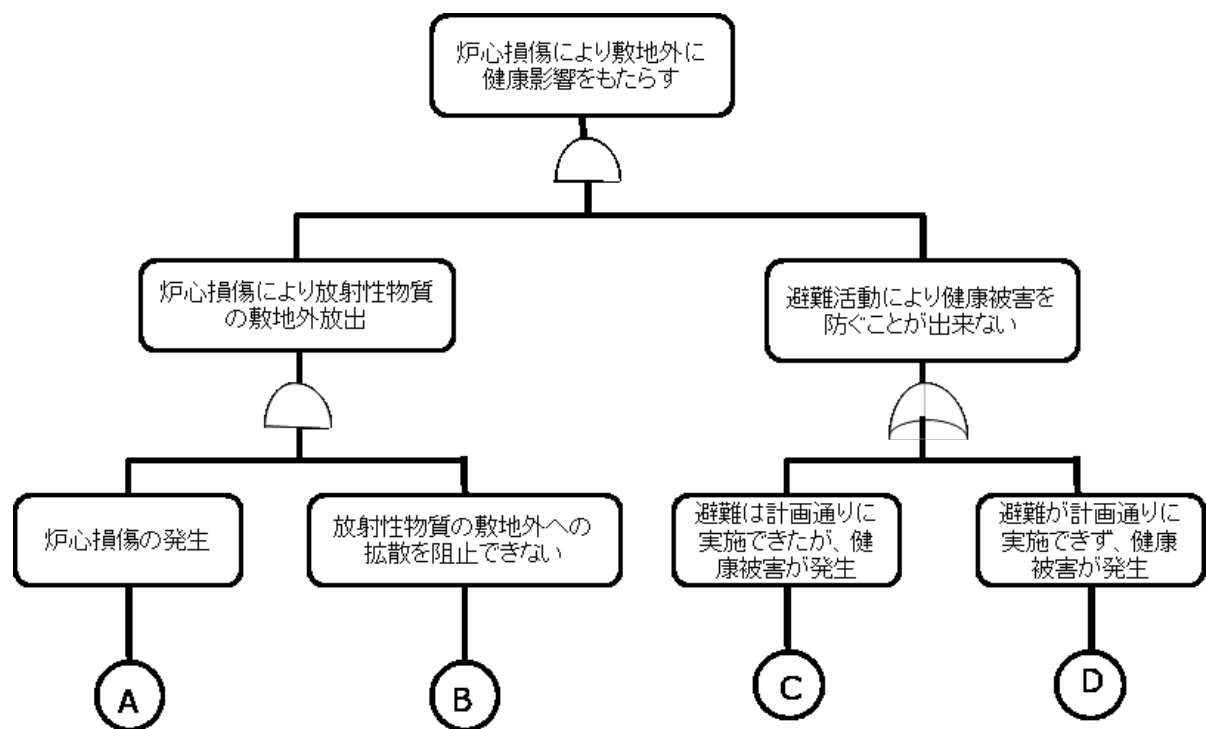 炉心損傷により敷地外に
健康影響をもたらす
炉心損傷により放射性物質
の敷地外放出
避難活動により健康被害を
防ぐことが出来ない
炉心損傷の発生
放射性物質の敷地外への
拡散を阻止できない
避難は計画通りに
実施できたが、健
康被害が発生
避難が計画通りに
実施できず、健康
被害が発生
A
B
C
D